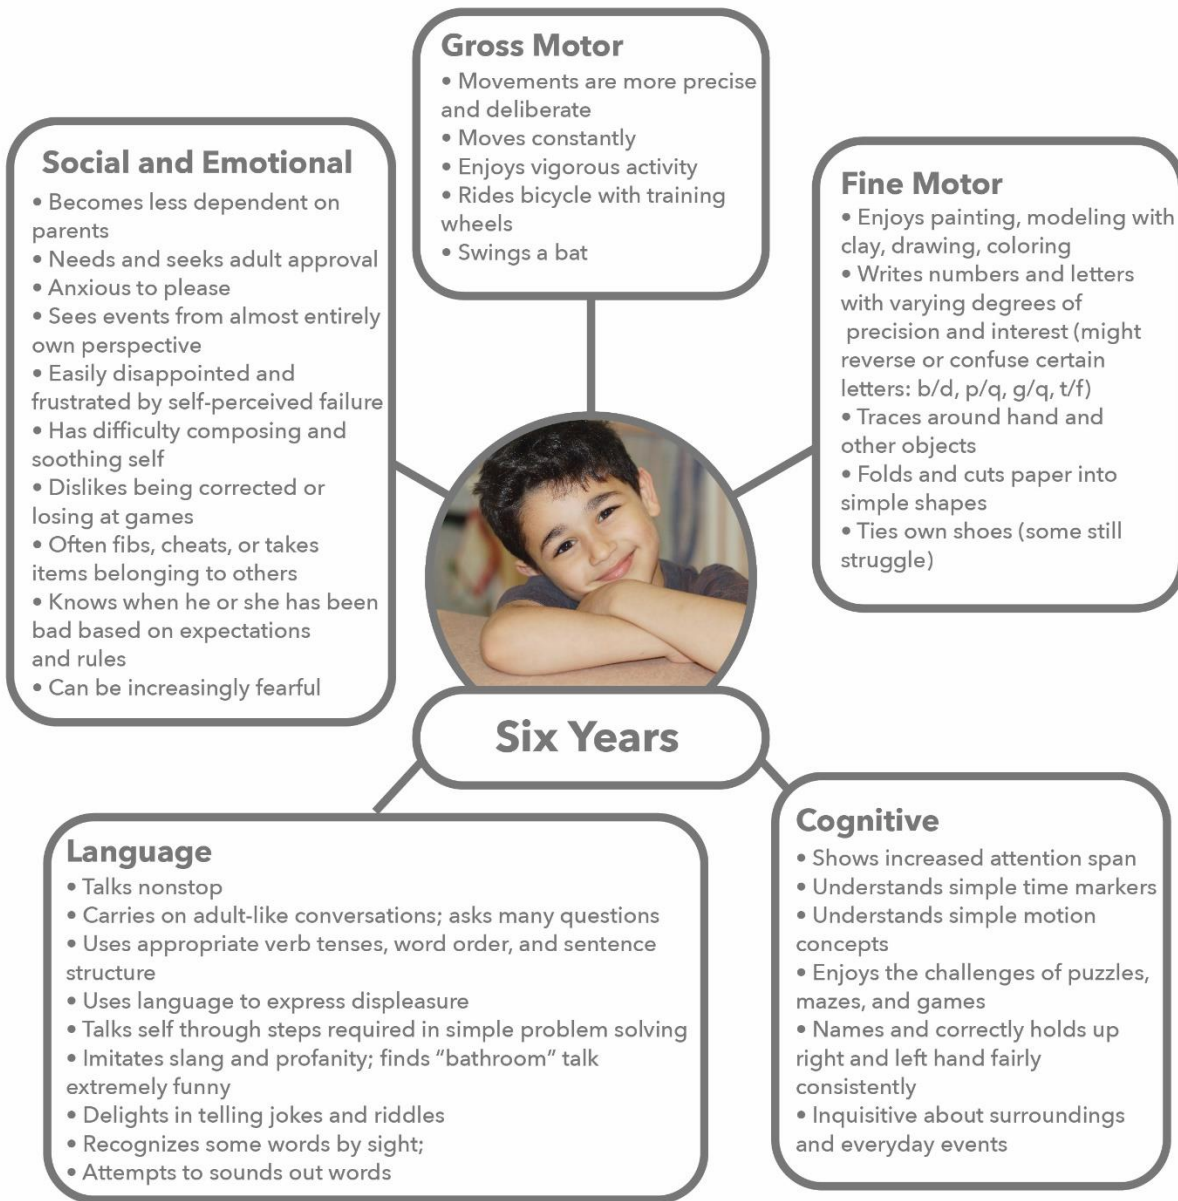 Gross Motor
• Movements are more precise
and deliberate
• Moves constantly
• Enjoys vigorous activity
• Rides bicycle with training
wheels
• Swings a bat
Social and Emotional
• Becomes less dependent on
parents
• Needs and seeks adult approval
• Anxious to please
• Sees events from almost entirely
own perspective
• Easily disappointed and
frustrated by self-perceived failure
• Has difficulty composing and
soothing self
• Dislikes being corrected or
losing at games
• Often fibs, cheats, or takes
items belonging to others
• Knows when he or she has been
bad based on expectations
and rules
• Can be increasingly fearful
Fine Motor
• Enjoys painting, modeling with
clay, drawing, coloring
• Writes numbers and letters
with varying degrees of
precision and interest (might
reverse or confuse certain
letters: b/d, p/q, g/q, t/f)
• Traces around hand and
other objects
• Folds and cuts paper into
simple shapes
• Ties own shoes (some still
struggle)
Six Years
Language
• Talks nonstop
• Carries on adult-like conversations; asks many questions
• Uses appropriate verb tenses, word order, and sentence
structure
• Uses language to express displeasure
• Talks self through steps required in simple problem solving
• Imitates slang and profanity; finds “bathroom” talk
extremely funny
• Delights in telling jokes and riddles
• Recognizes some words by sight;
• Attempts to sounds out words
Cognitive
• Shows increased attention span
• Understands simple time markers
• Understands simple motion
concepts
• Enjoys the challenges of puzzles,
mazes, and games
• Names and correctly holds up
right and left hand fairly
consistently
• Inquisitive about surroundings
and everyday events